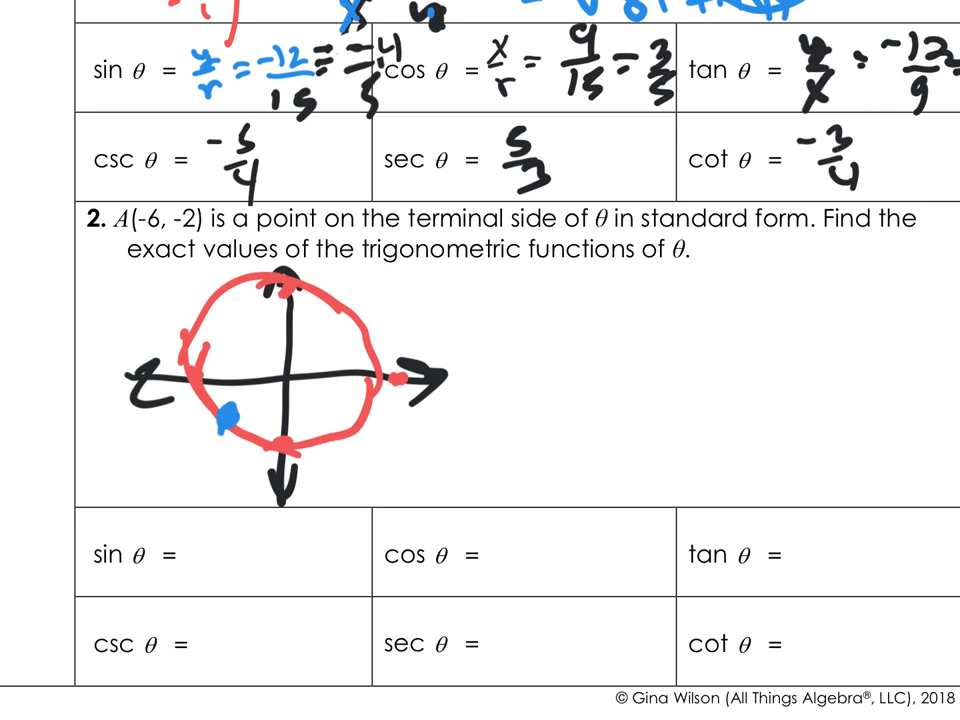 sin θ = y/r = -12/15 = -4/5 cos θ = x/r = 9/15 = 3/5 tan θ = y/x = -12/9
csc θ = -5/4 sec θ = 5/3 cot θ = -3/4
2. A(-6, -2) is a point on the terminal side of θ in standard form. Find the
exact values of the trigonometric functions of θ.
sin θ = cos θ = tan θ =
csc θ = sec θ = cot θ =
© Gina Wilson (All Things Algebra®, LLC), 2018